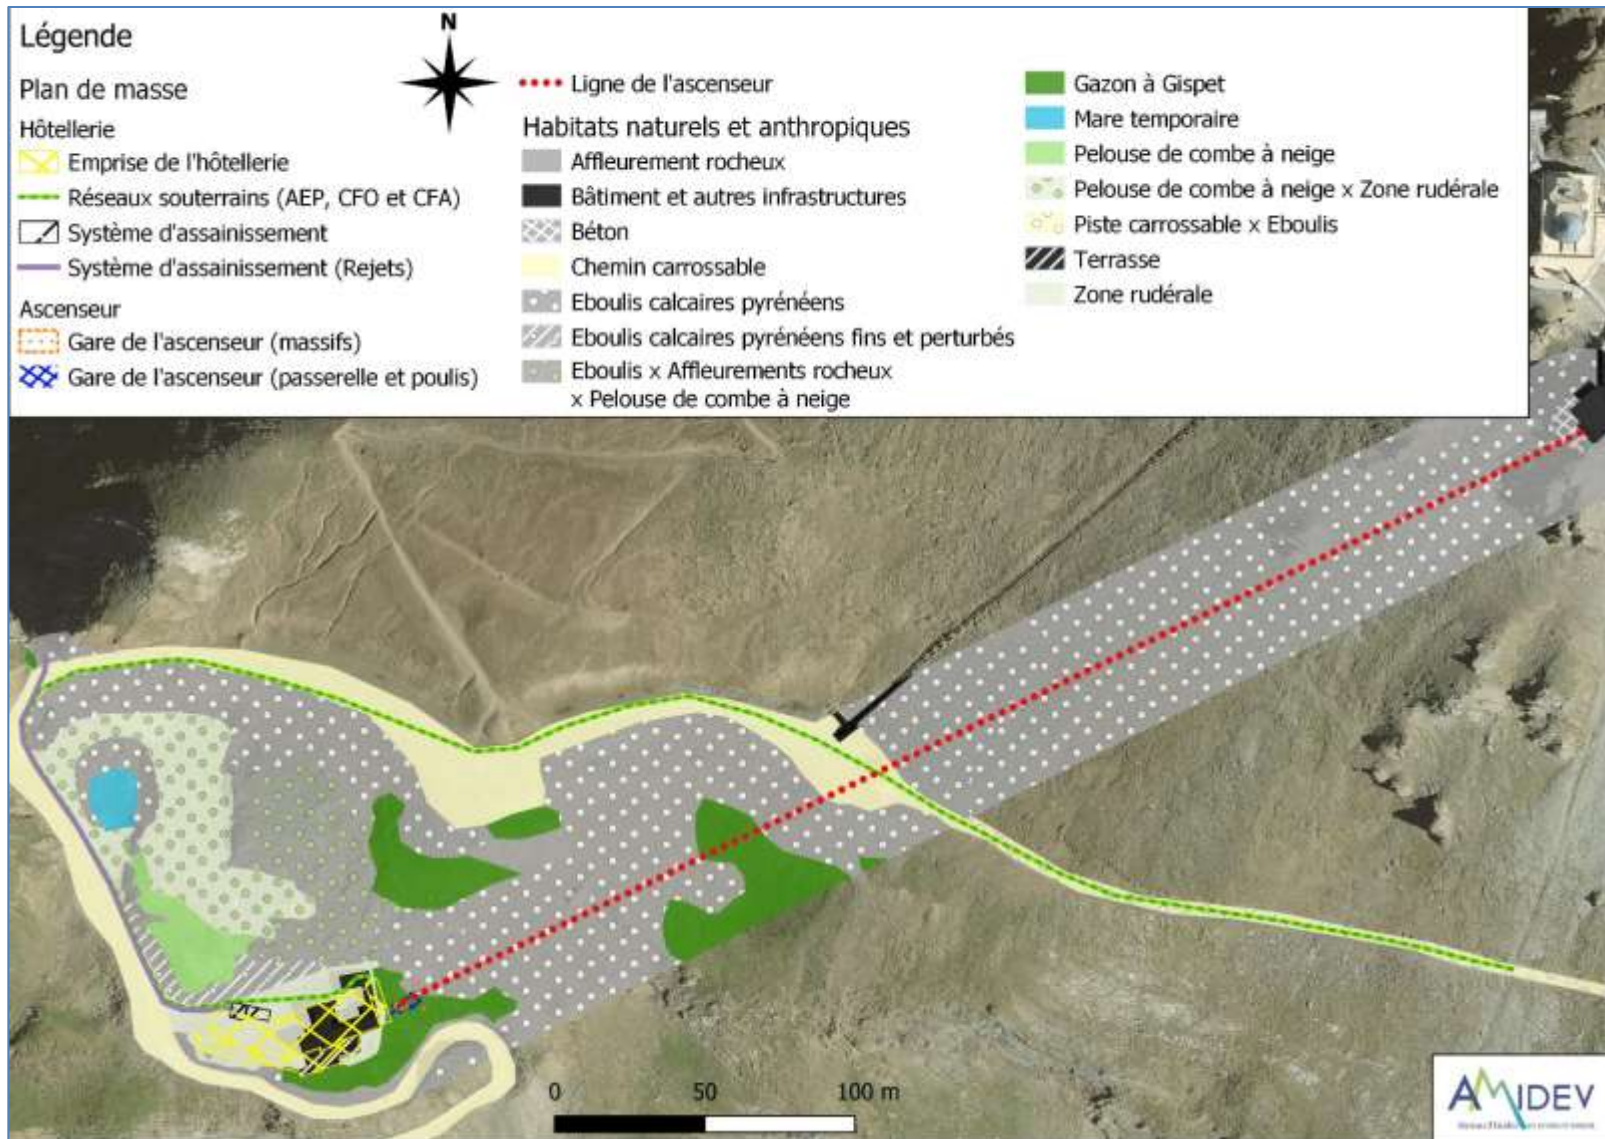 Légende
Plan de masse
Hôtellerie
Emprise de l'hôtellerie
Réseaux souterrains (AEP, CFO et CFA)
Système d'assainissement
Système d'assainissement (Rejets)
Ascenseur
Gare de l'ascenseur (massifs)
Gare de l'ascenseur (passerelle et poulis)
N
Ligne de l'ascenseur
Habitats naturels et anthropiques
Affleurement rocheux
Bâtiment et autres infrastructures
Béton
Chemin carrossable
Eboulis calcaires pyrénéens
Eboulis calcaires pyrénéens fins et perturbés
Eboulis x Affleurements rocheux
x Pelouse de combe à neige
Gazon à Gispet
Mare temporaire
Pelouse de combe à neige
Pelouse de combe à neige x Zone rudérale
Piste carrossable x Eboulis
Terrasse
Zone rudérale
0 50 100 m
AMIDEV